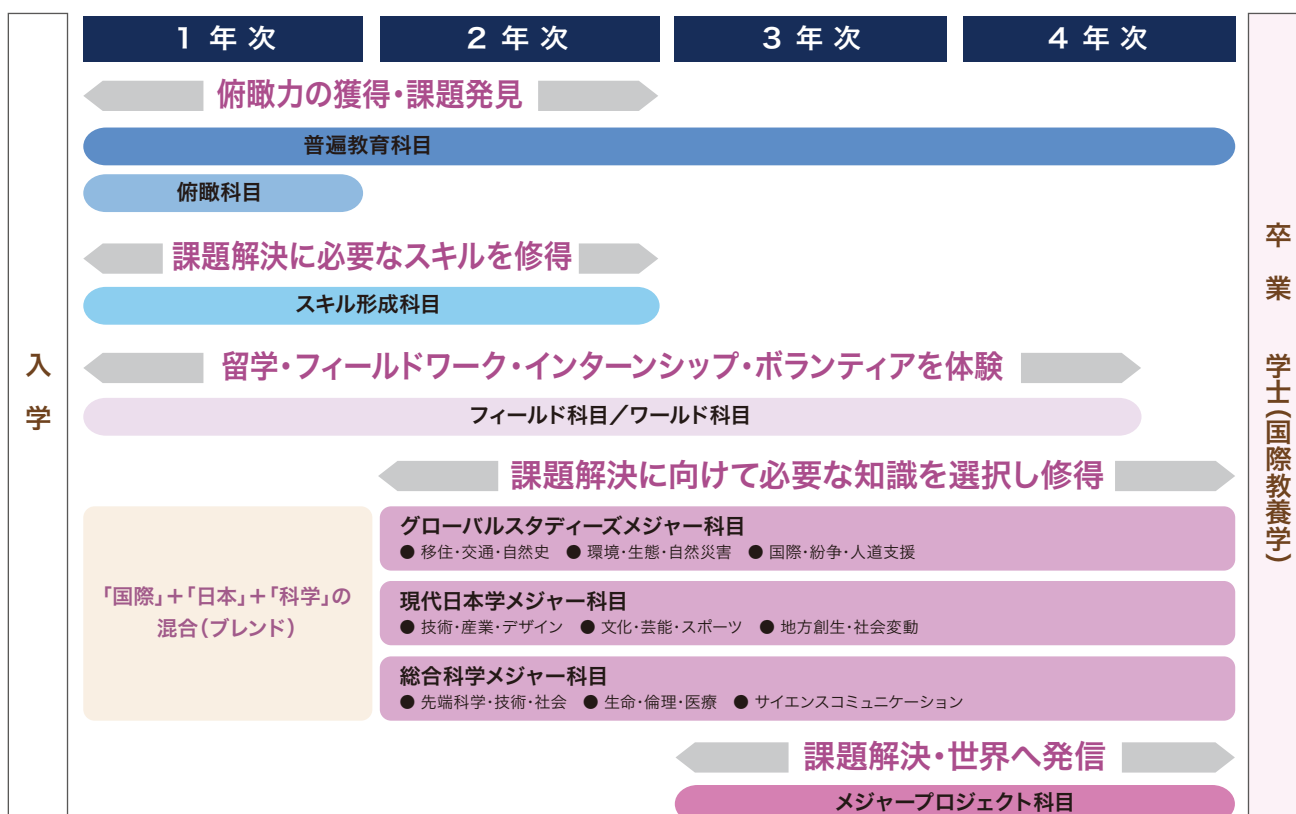 1 年次
2 年次
3 年次
4 年次
俯瞰力の獲得・課題発見
普遍教育科目
俯瞰科目
課題解決に必要なスキルを修得
スキル形成科目
留学・フィールドワーク・インターンシップ・ボランティアを体験
フィールド科目／ワールド科目
課題解決に向けて必要な知識を選択し修得
「国際」＋「日本」＋「科学」の
混合（ブレンド）
グローバルスタディーズメジャー科目
● 移住・交通・自然史 ● 環境・生態・自然災害 ● 国際・紛争・人道支援
現代日本学メジャー科目
● 技術・産業・デザイン ● 文化・芸能・スポーツ ● 地方創生・社会変動
総合科学メジャー科目
● 先端科学・技術・社会 ● 生命・倫理・医療 ● サイエンスコミュニケーション
課題解決・世界へ発信
メジャープロジェクト科目
入学
卒業 学士（国際教養学）